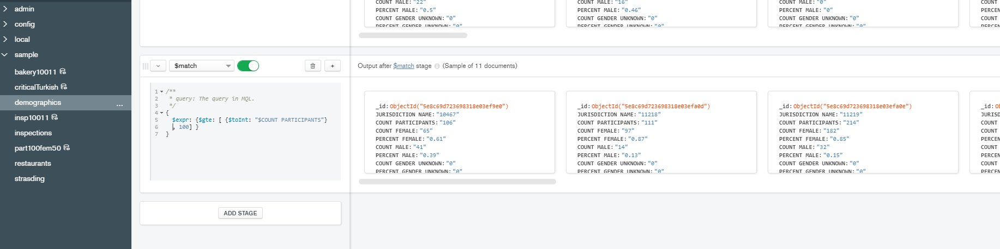 admin
config
local
sample
bakery10011
criticalTurkish
demographics ...
insp10011
inspections
part100fem50
restaurants
strasding
COUNT MALE:"22"
PERCENT MALE:"0.5"
COUNT GENDER UNKNOWN:"0"
PERCENT GENDER UNKNOWN:"0"
COUNT MALE:"16"
PERCENT MALE:"0.46"
COUNT GENDER UNKNOWN:"0"
PERCENT GENDER UNKNOWN:"0"
COUNT MALE:"0"
PERCENT MALE:"0"
COUNT GENDER UNKNOWN:"0"
PERCENT GENDER UNKNOWN:"0"
COUNT
PERCEN
COUNT
PERCEN
$match
+
Output after $match stage (Sample of 11 documents)
1 /**
2 * query: The query in MQL.
3 */
4 {
5 $expr: {$gte: [ {$toInt: "$COUNT PARTICIPANTS"}
6 , 100] }
7 }
_id:ObjectId("5e8c69d723698318e03ef9e0")
JURISDICTION NAME:"10467"
COUNT PARTICIPANTS:"106"
COUNT FEMALE:"65"
PERCENT FEMALE:"0.61"
COUNT MALE:"41"
PERCENT MALE:"0.39"
COUNT GENDER UNKNOWN:"0"
PERCENT GENDER UNKNOWN:"0"
_id:ObjectId("5e8c69d723698318e03efa0d")
JURISDICTION NAME:"11218"
COUNT PARTICIPANTS:"111"
COUNT FEMALE:"97"
PERCENT FEMALE:"0.87"
COUNT MALE:"14"
PERCENT MALE:"0.13"
COUNT GENDER UNKNOWN:"0"
PERCENT GENDER UNKNOWN:"0"
_id:ObjectId("5e8c69d723698318e03efa0e")
JURISDICTION NAME:"11219"
COUNT PARTICIPANTS:"214"
COUNT FEMALE:"182"
PERCENT FEMALE:"0.85"
COUNT MALE:"32"
PERCENT MALE:"0.15"
COUNT GENDER UNKNOWN:"0"
PERCENT GENDER UNKNOWN:"0"
_id:Ob
JURISD
COUNT
COUNT
PERCEN
COUNT
PERCEN
COUNT
PERCEN
ADD STAGE